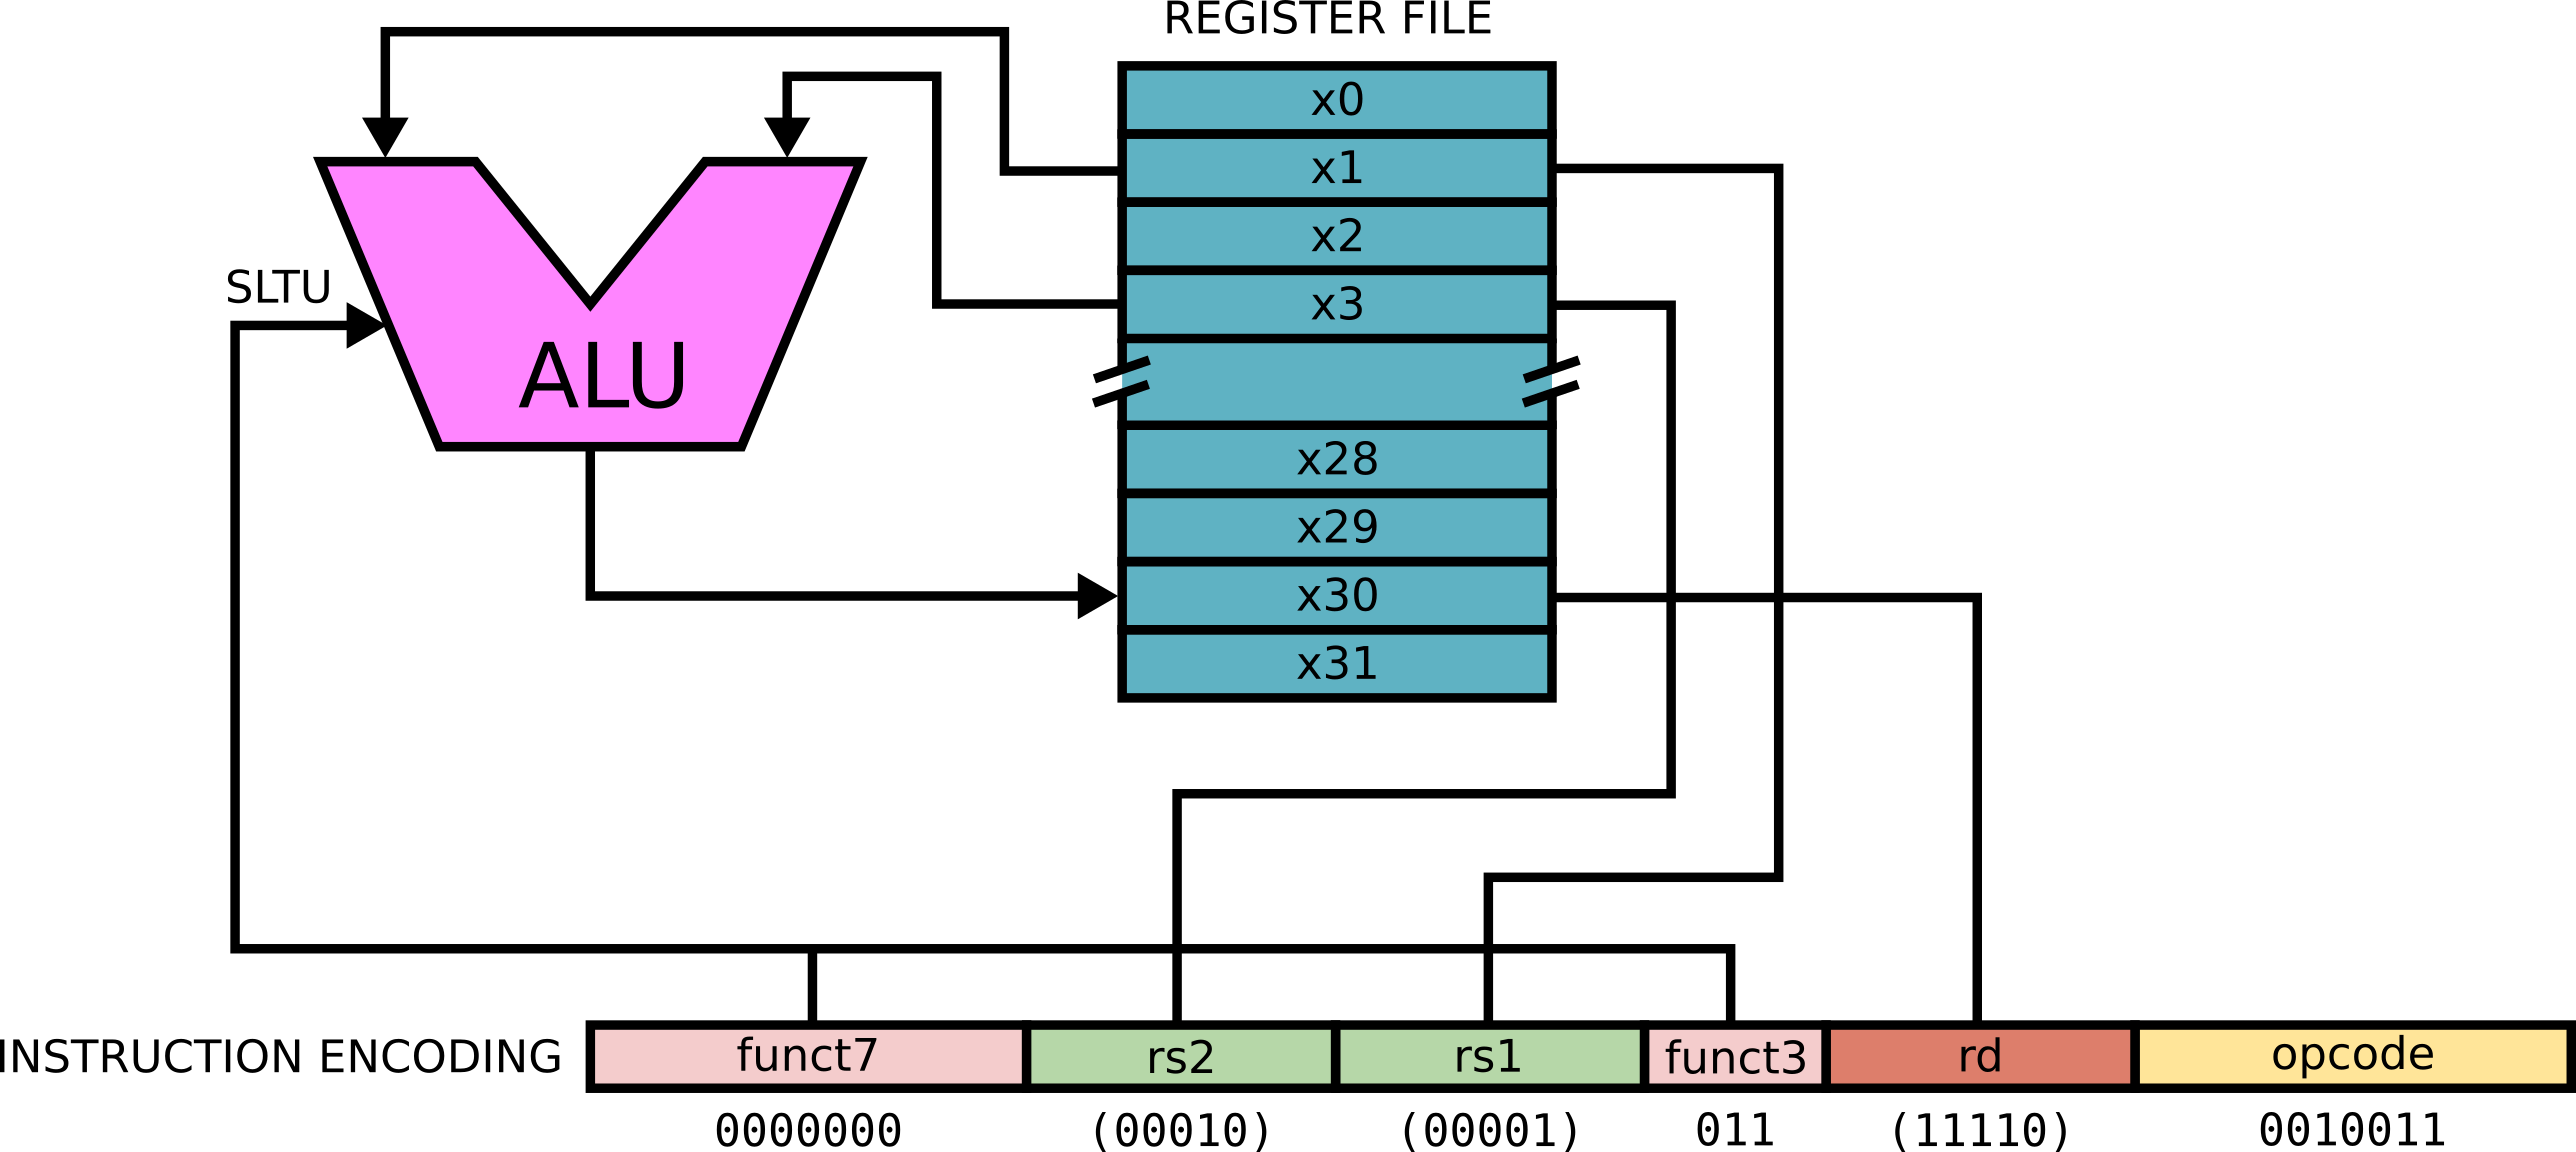 REGISTER FILE
x0
x1
x2
x3
x28
x29
x30
x31
SLTU
ALU
INSTRUCTION ENCODING
funct7 rs2 rs1 funct3 rd opcode
0000000 (00010) (00001) 011 (11110) 0010011